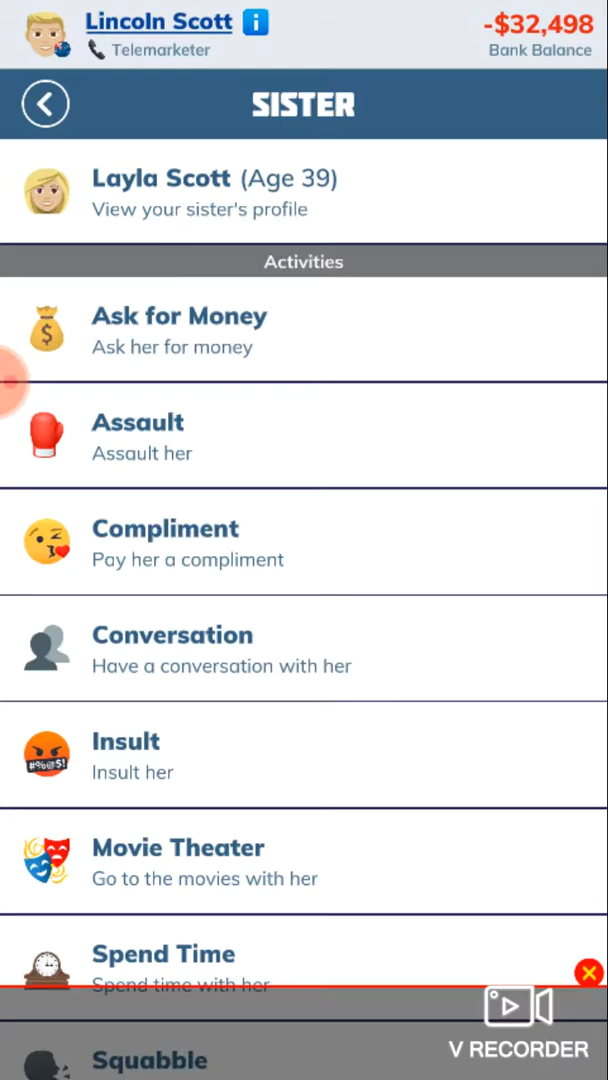 Lincoln Scott
-$32,498
Telemarketer
Bank Balance
SISTER
Layla Scott (Age 39)
View your sister's profile
Activities
$
Ask for Money
Ask her for money
Assault
Assault her
Compliment
Pay her a compliment
Conversation
Have a conversation with her
Insult
#%@$!
Insult her
Movie Theater
Go to the movies with her
Spend Time
Spend time with her
V RECORDER
Squabble